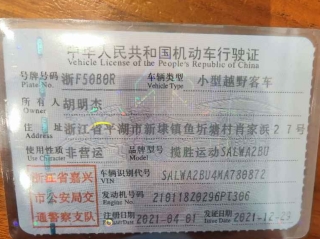 中华人民共和国机动车行驶证
Vehicle License of the People's Republic of China
号牌号码 浙F5080R 车辆类型 小型越野客车
Plate No. Vehicle Type
所有人 胡明杰
Owner
住址 浙江省平湖市新埭镇鱼圻塘村肖家浜27号
Address
使用性质 非营运 品牌型号 揽胜运动SALWA2BU
Use Character Model
浙江省嘉兴
市公安局交
通警察支队
车辆识别代号 SALWA2BU4MA780872
VIN
发动机号码 210118Z0296PT306
Engine No.
注册日期 2021-04-01 发证日期 2021-12-29
Register Date Issue Date